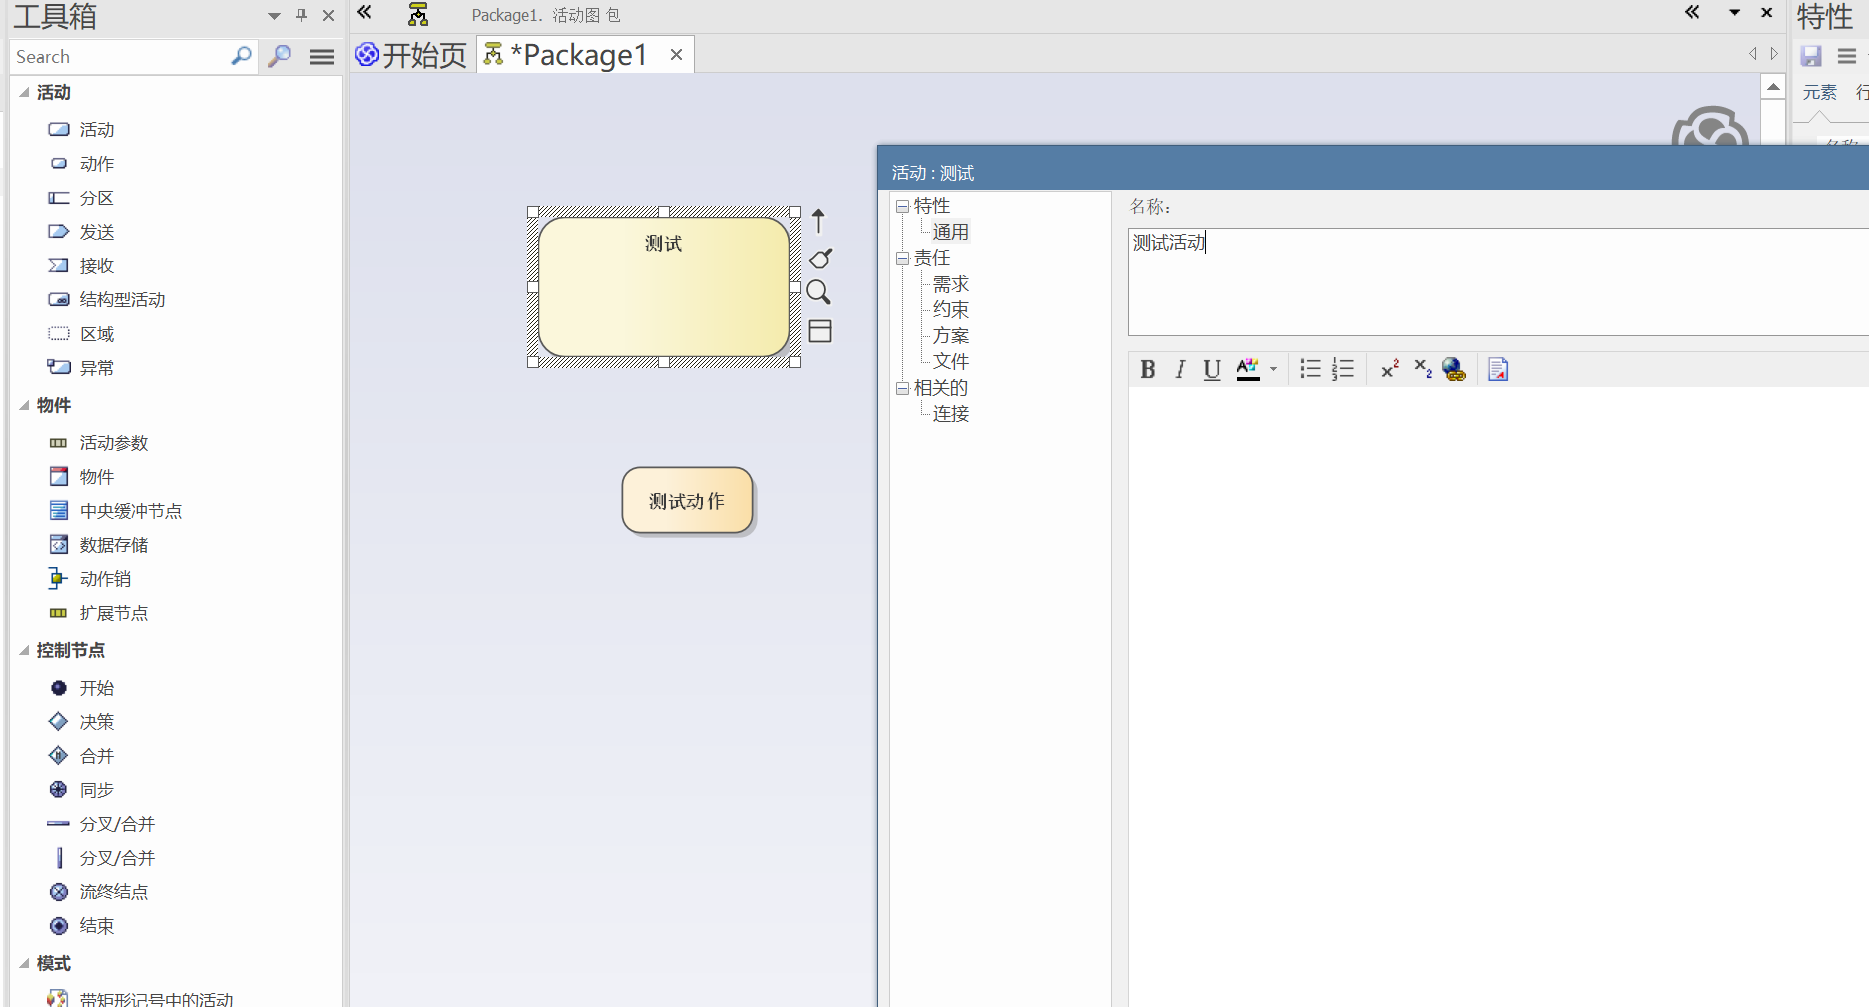 工具箱
Search
活动
活动
动作
分区
发送
接收
结构型活动
区域
异常
物件
活动参数
物件
中央缓冲节点
数据存储
动作销
扩展节点
控制节点
开始
决策
合并
同步
分叉/合并
分叉/合并
流终结点
结束
模式
带矩形记号中的活动
Package1. 活动图 包
开始页
*Package1
测试
测试动作
活动 : 测试
特性
通用
责任
需求
约束
方案
文件
相关的
连接
名称:
测试活动
B I U A x² x₂
特性
元素 行
名称